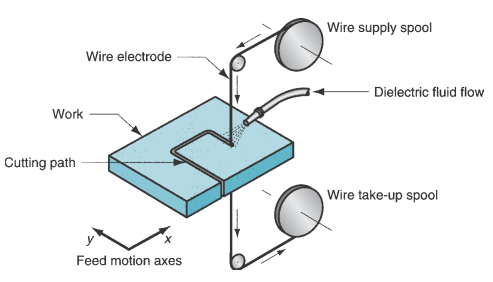 Wire supply spool
Wire electrode
Dielectric fluid flow
Work
Cutting path
Wire take-up spool
y
x
Feed motion axes